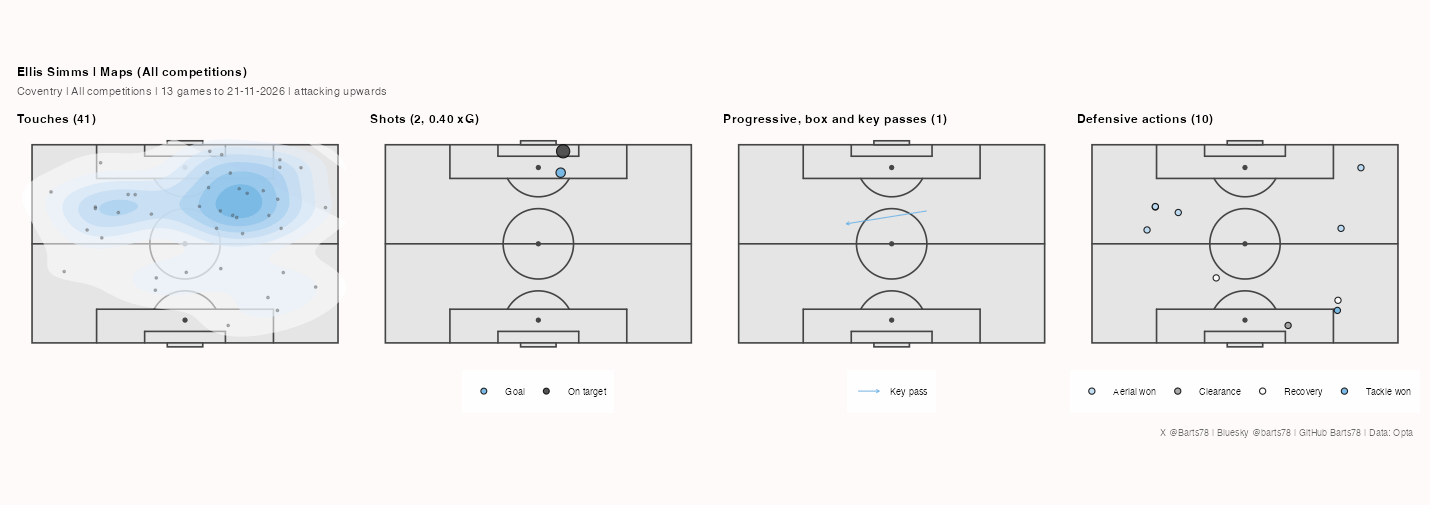 Ellis Simms | Maps (All competitions)
Coventry | All competitions | 13 games to 21-11-2026 | attacking upwards
Touches (41)
Shots (2, 0.40 xG)
Progressive, box and key passes (1)
Defensive actions (10)
Goal On target
Key pass
Aerial won Clearance Recovery Tackle won
X @Barts78 | Bluesky @barts78 | GitHub Barts78 | Data: Opta